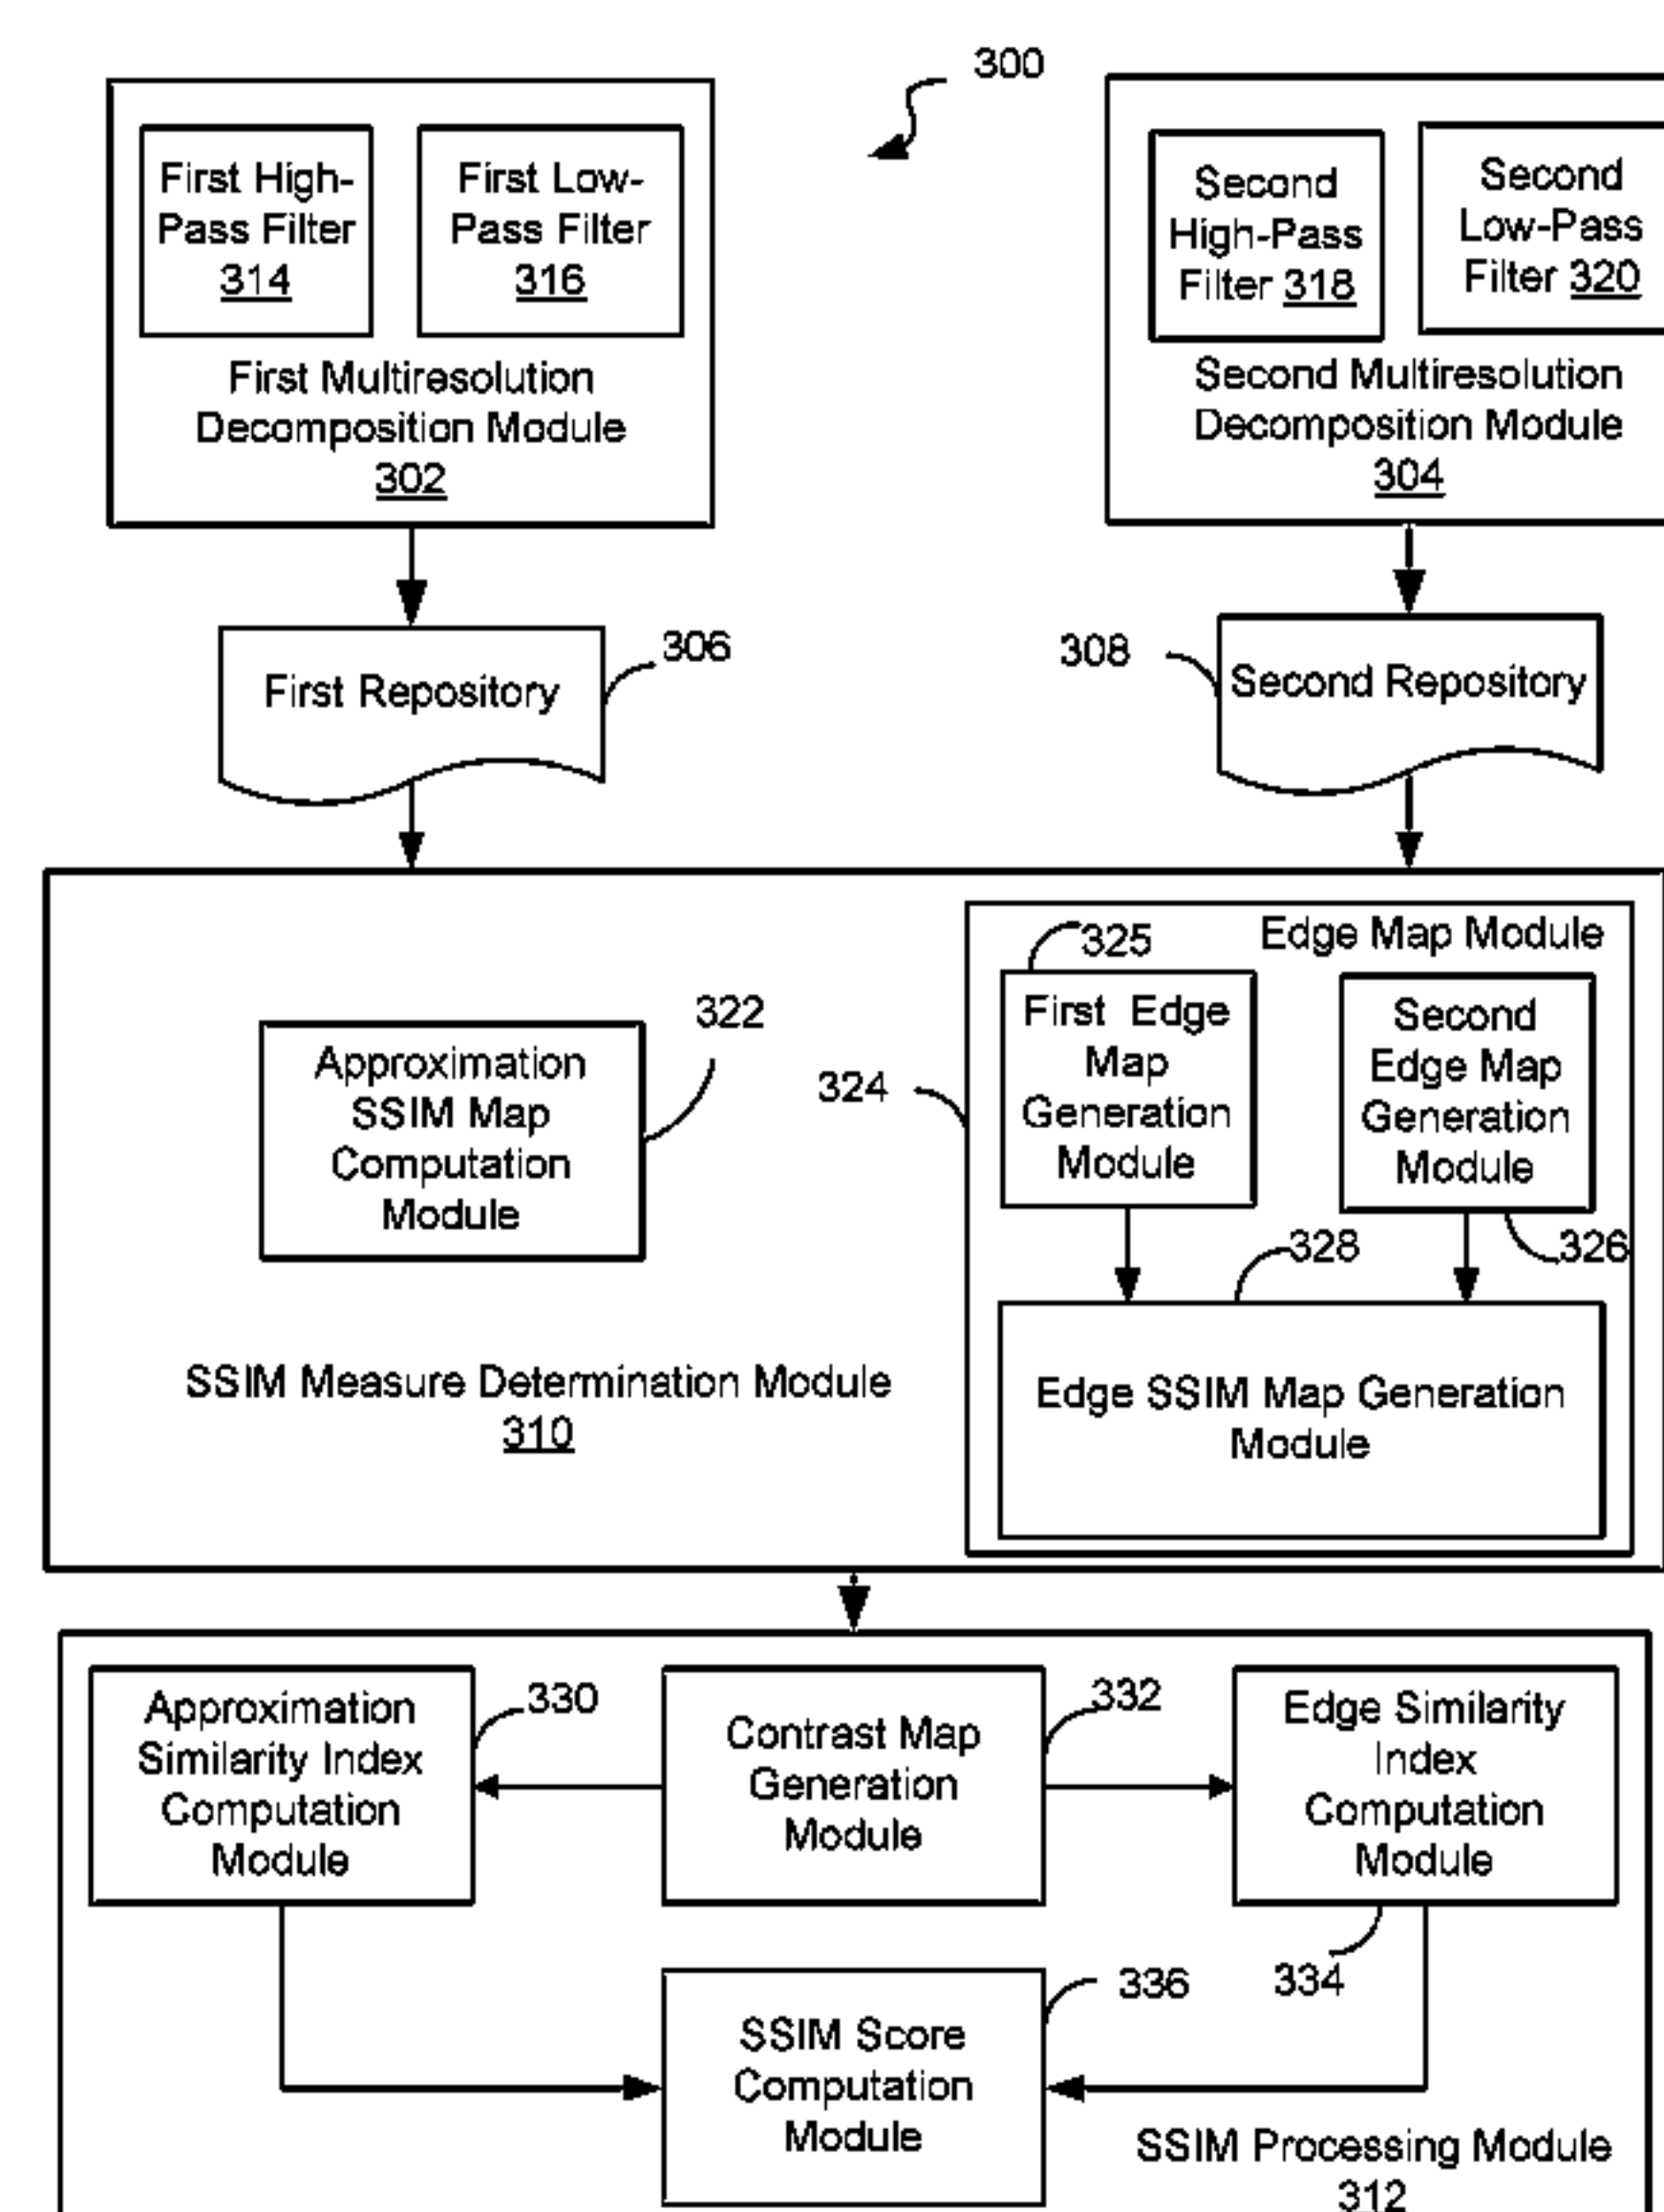 300
First High-
Pass Filter
314
First Low-
Pass Filter
316
First Multiresolution
Decomposition Module
302
Second
High-Pass
Filter 318
Second
Low-Pass
Filter 320
Second Multiresolution
Decomposition Module
304
First Repository
306
308
Second Repository
Approximation
SSIM Map
Computation
Module
322
SSIM Measure Determination Module
310
324
Edge Map Module
325
First Edge
Map
Generation
Module
Second
Edge Map
Generation
Module
326
328
Edge SSIM Map Generation
Module
Approximation
Similarity Index
Computation
Module
330
Contrast Map
Generation
Module
332
Edge Similarity
Index
Computation
Module
334
SSIM Score
Computation
Module
336
SSIM Processing Module
312